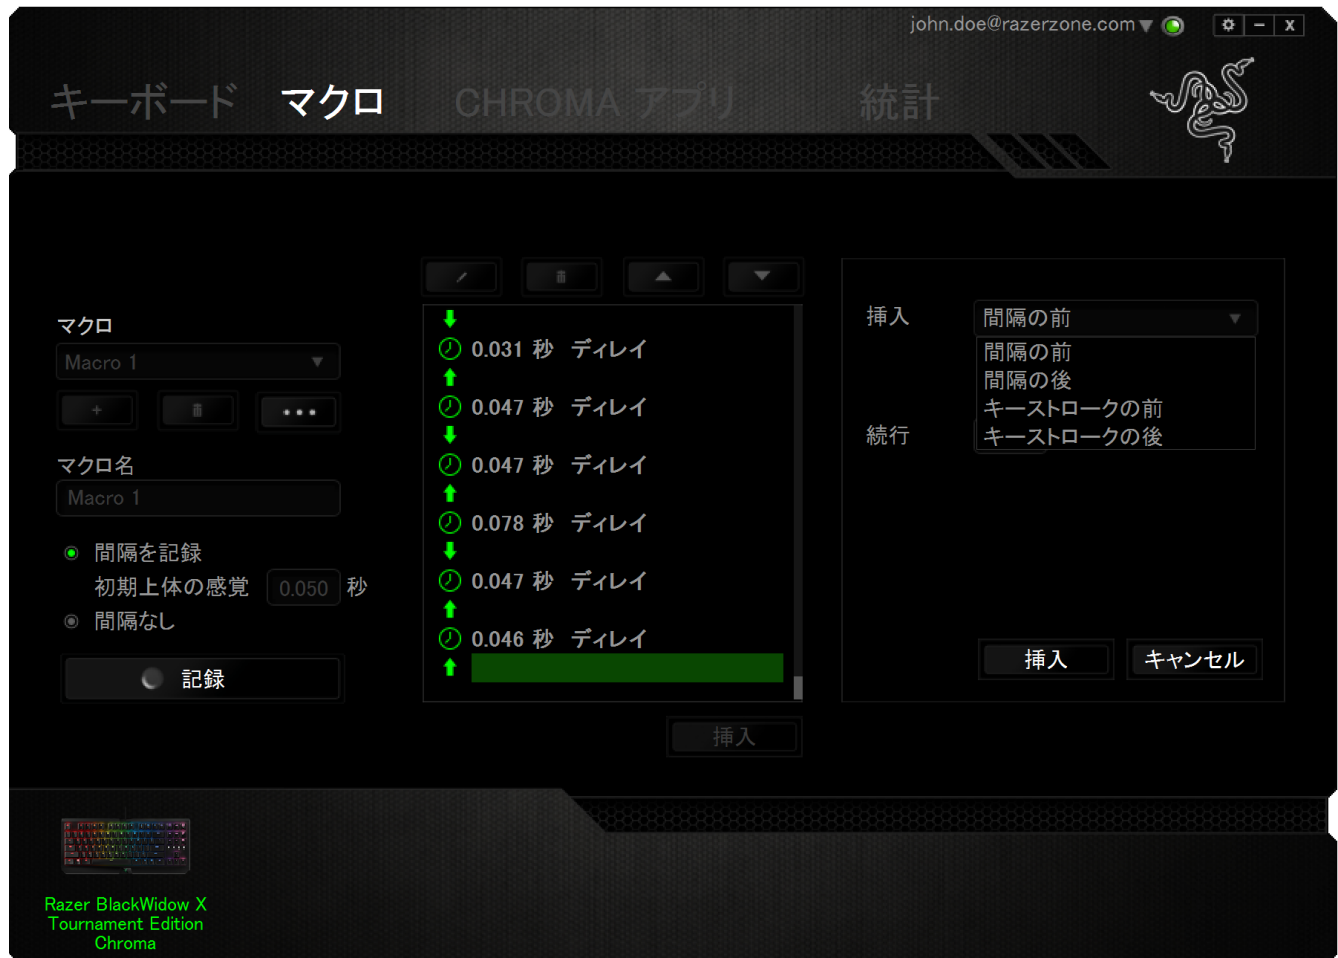 john.doe@razerzone.com
キーボード マクロ CHROMA アプリ 統計
マクロ
Macro 1
マクロ名
Macro 1
間隔を記録
初期上体の感覚 0.050 秒
間隔なし
記録
0.031 秒 ディレイ
0.047 秒 ディレイ
0.047 秒 ディレイ
0.078 秒 ディレイ
0.047 秒 ディレイ
0.046 秒 ディレイ
挿入
挿入 間隔の前
間隔の前
間隔の後
キーストロークの前
キーストロークの後
続行
挿入 キャンセル
Razer BlackWidow X
Tournament Edition
Chroma